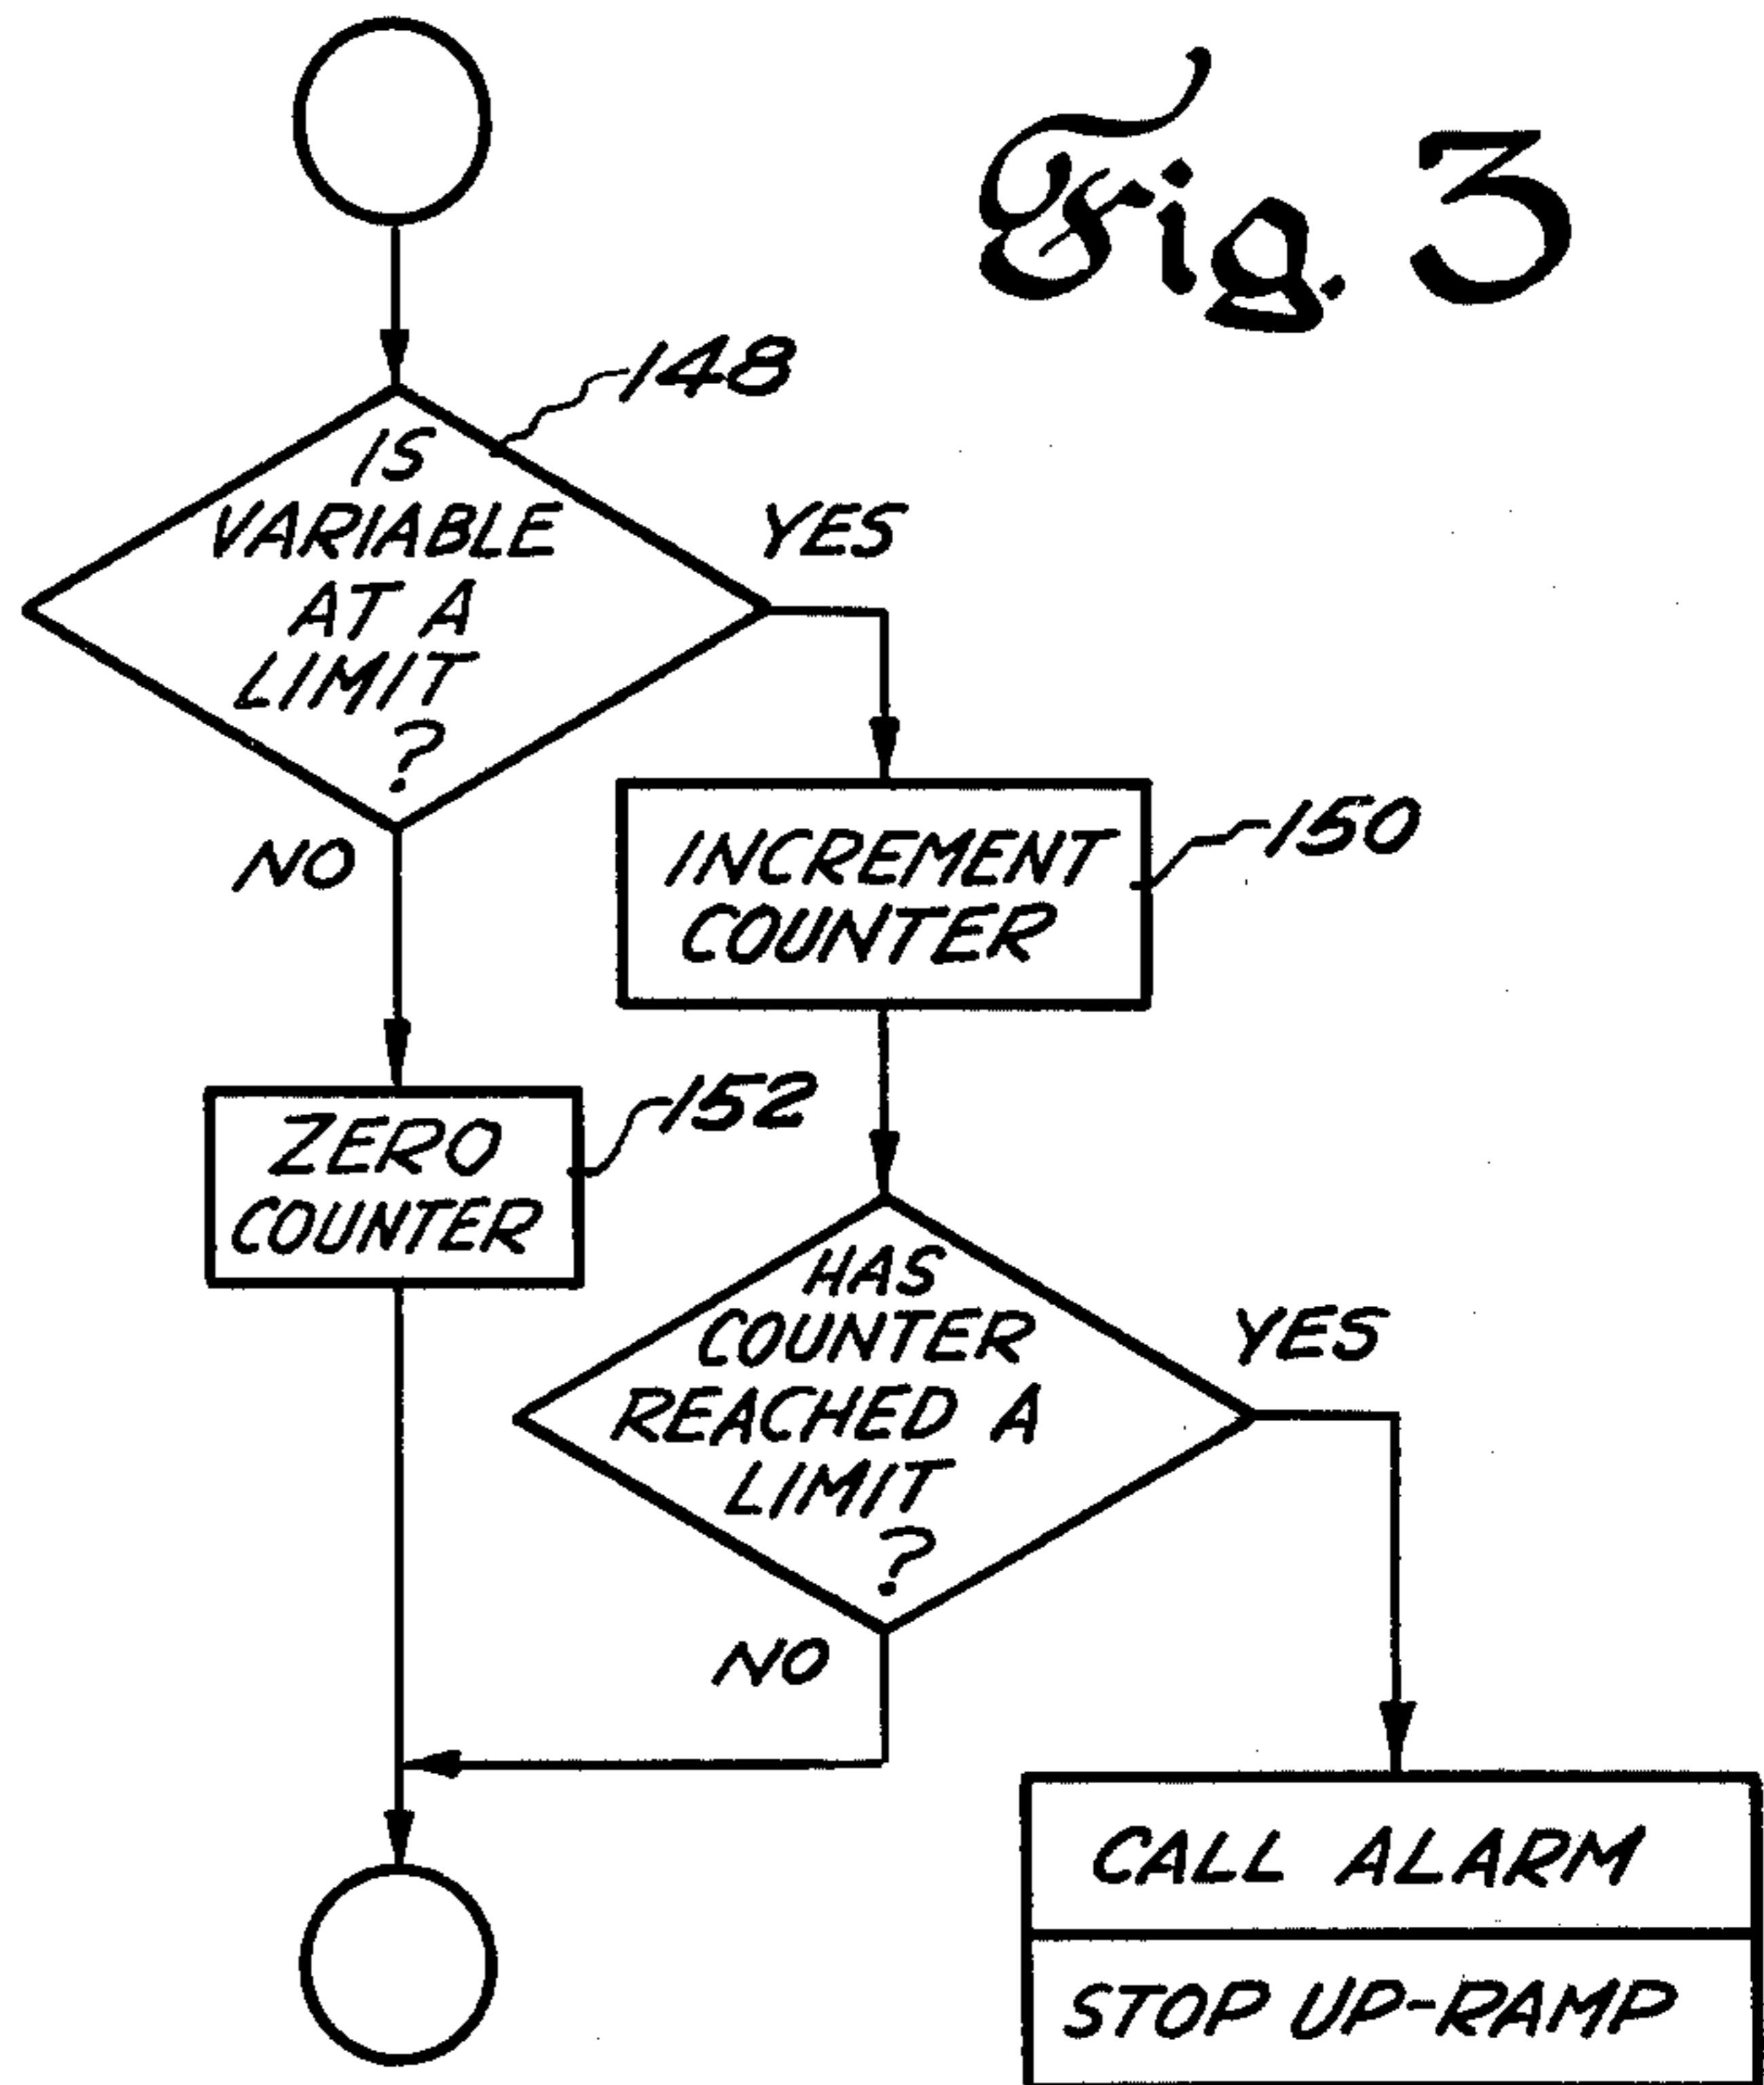 Fig. 3
148
IS
VARIABLE
AT A
LIMIT
?
YES
NO
INCREMENT
COUNTER
150
ZERO
COUNTER
152
HAS
COUNTER
REACHED A
LIMIT
?
YES
NO
CALL ALARM
STOP UP-RAMP